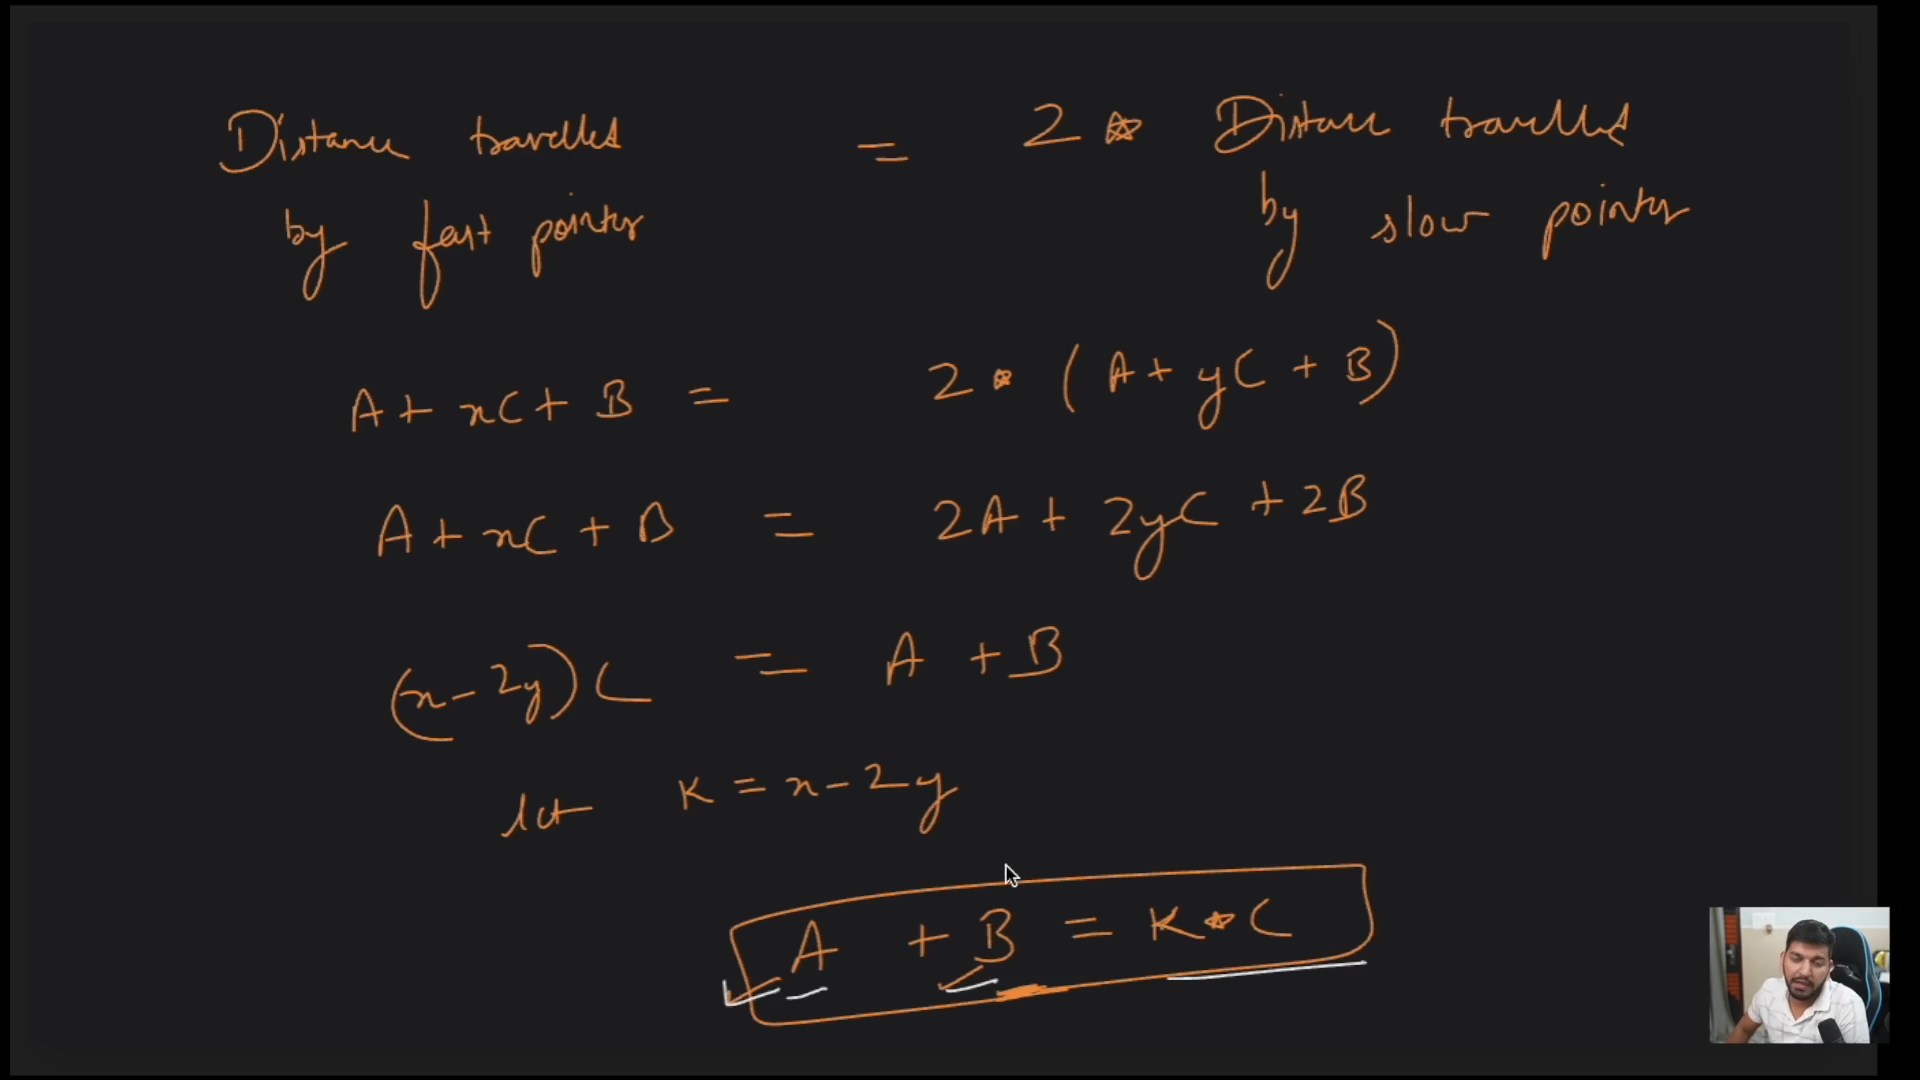 Distance travelled = 2 * Distance travelled
by fast pointer by slow pointer
A + xC + B = 2 * (A + yC + B)
A + xC + B = 2A + 2yC + 2B
(x - 2y) C = A + B
let K = x - 2y
A + B = K * C